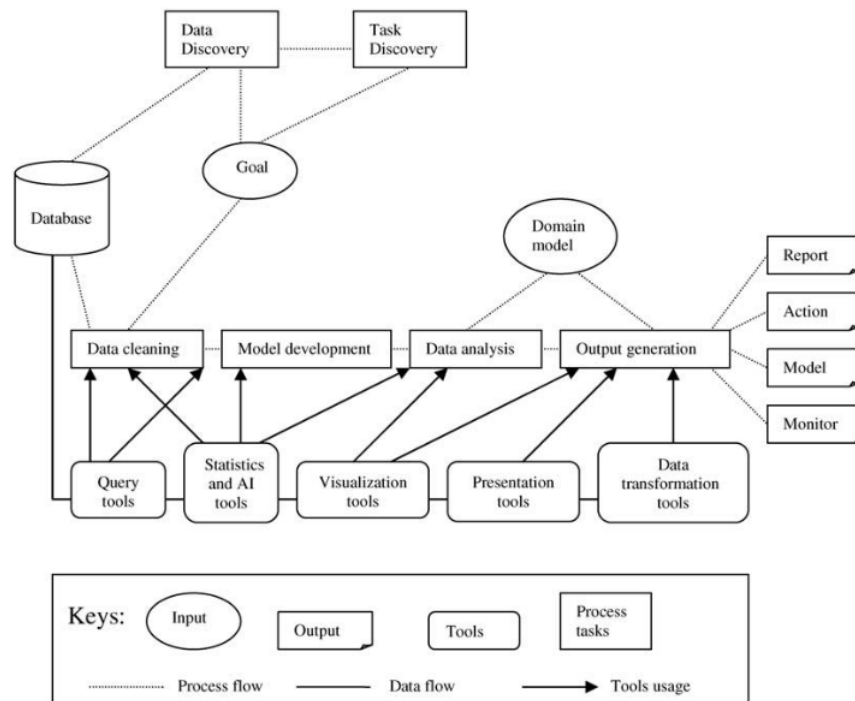 Data
Discovery
Task
Discovery
Goal
Database
Domain
model
Report
Action
Model
Monitor
Data cleaning
Model development
Data analysis
Output generation
Query
tools
Statistics
and AI
tools
Visualization
tools
Presentation
tools
Data
transformation
tools
Keys:
Input
Output
Tools
Process
tasks
Process flow
Data flow
Tools usage